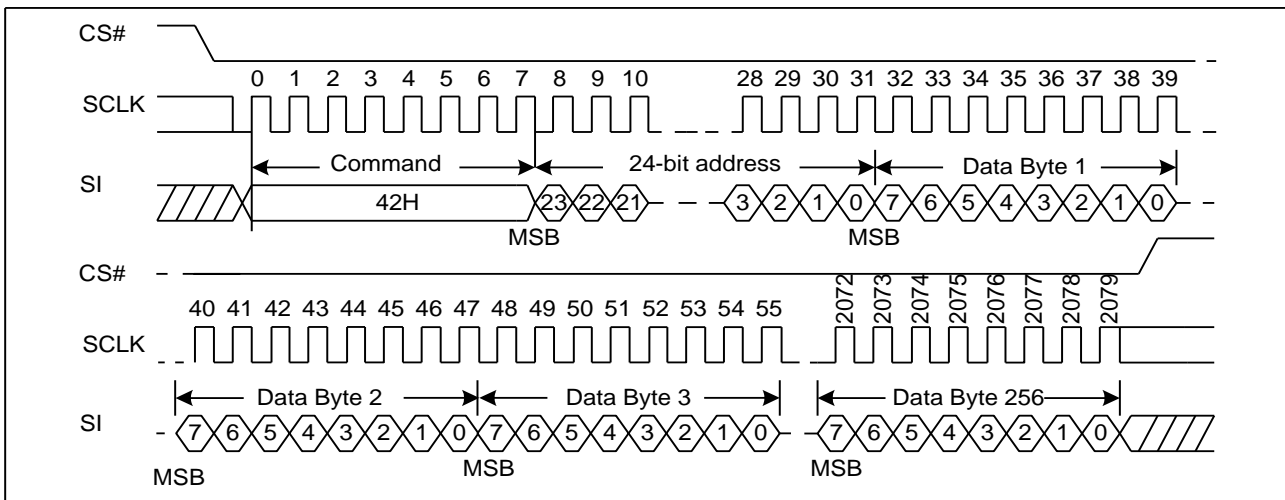 CS#
0 1 2 3 4 5 6 7 8 9 10 28 29 30 31 32 33 34 35 36 37 38 39
SCLK
Command 24-bit address Data Byte 1
SI
42H 23 22 21 3 2 1 0 7 6 5 4 3 2 1 0
MSB MSB
CS#
40 41 42 43 44 45 46 47 48 49 50 51 52 53 54 55 2072 2073 2074 2075 2076 2077 2078 2079
SCLK
Data Byte 2 Data Byte 3 Data Byte 256
SI
7 6 5 4 3 2 1 0 7 6 5 4 3 2 1 0 7 6 5 4 3 2 1 0
MSB MSB MSB